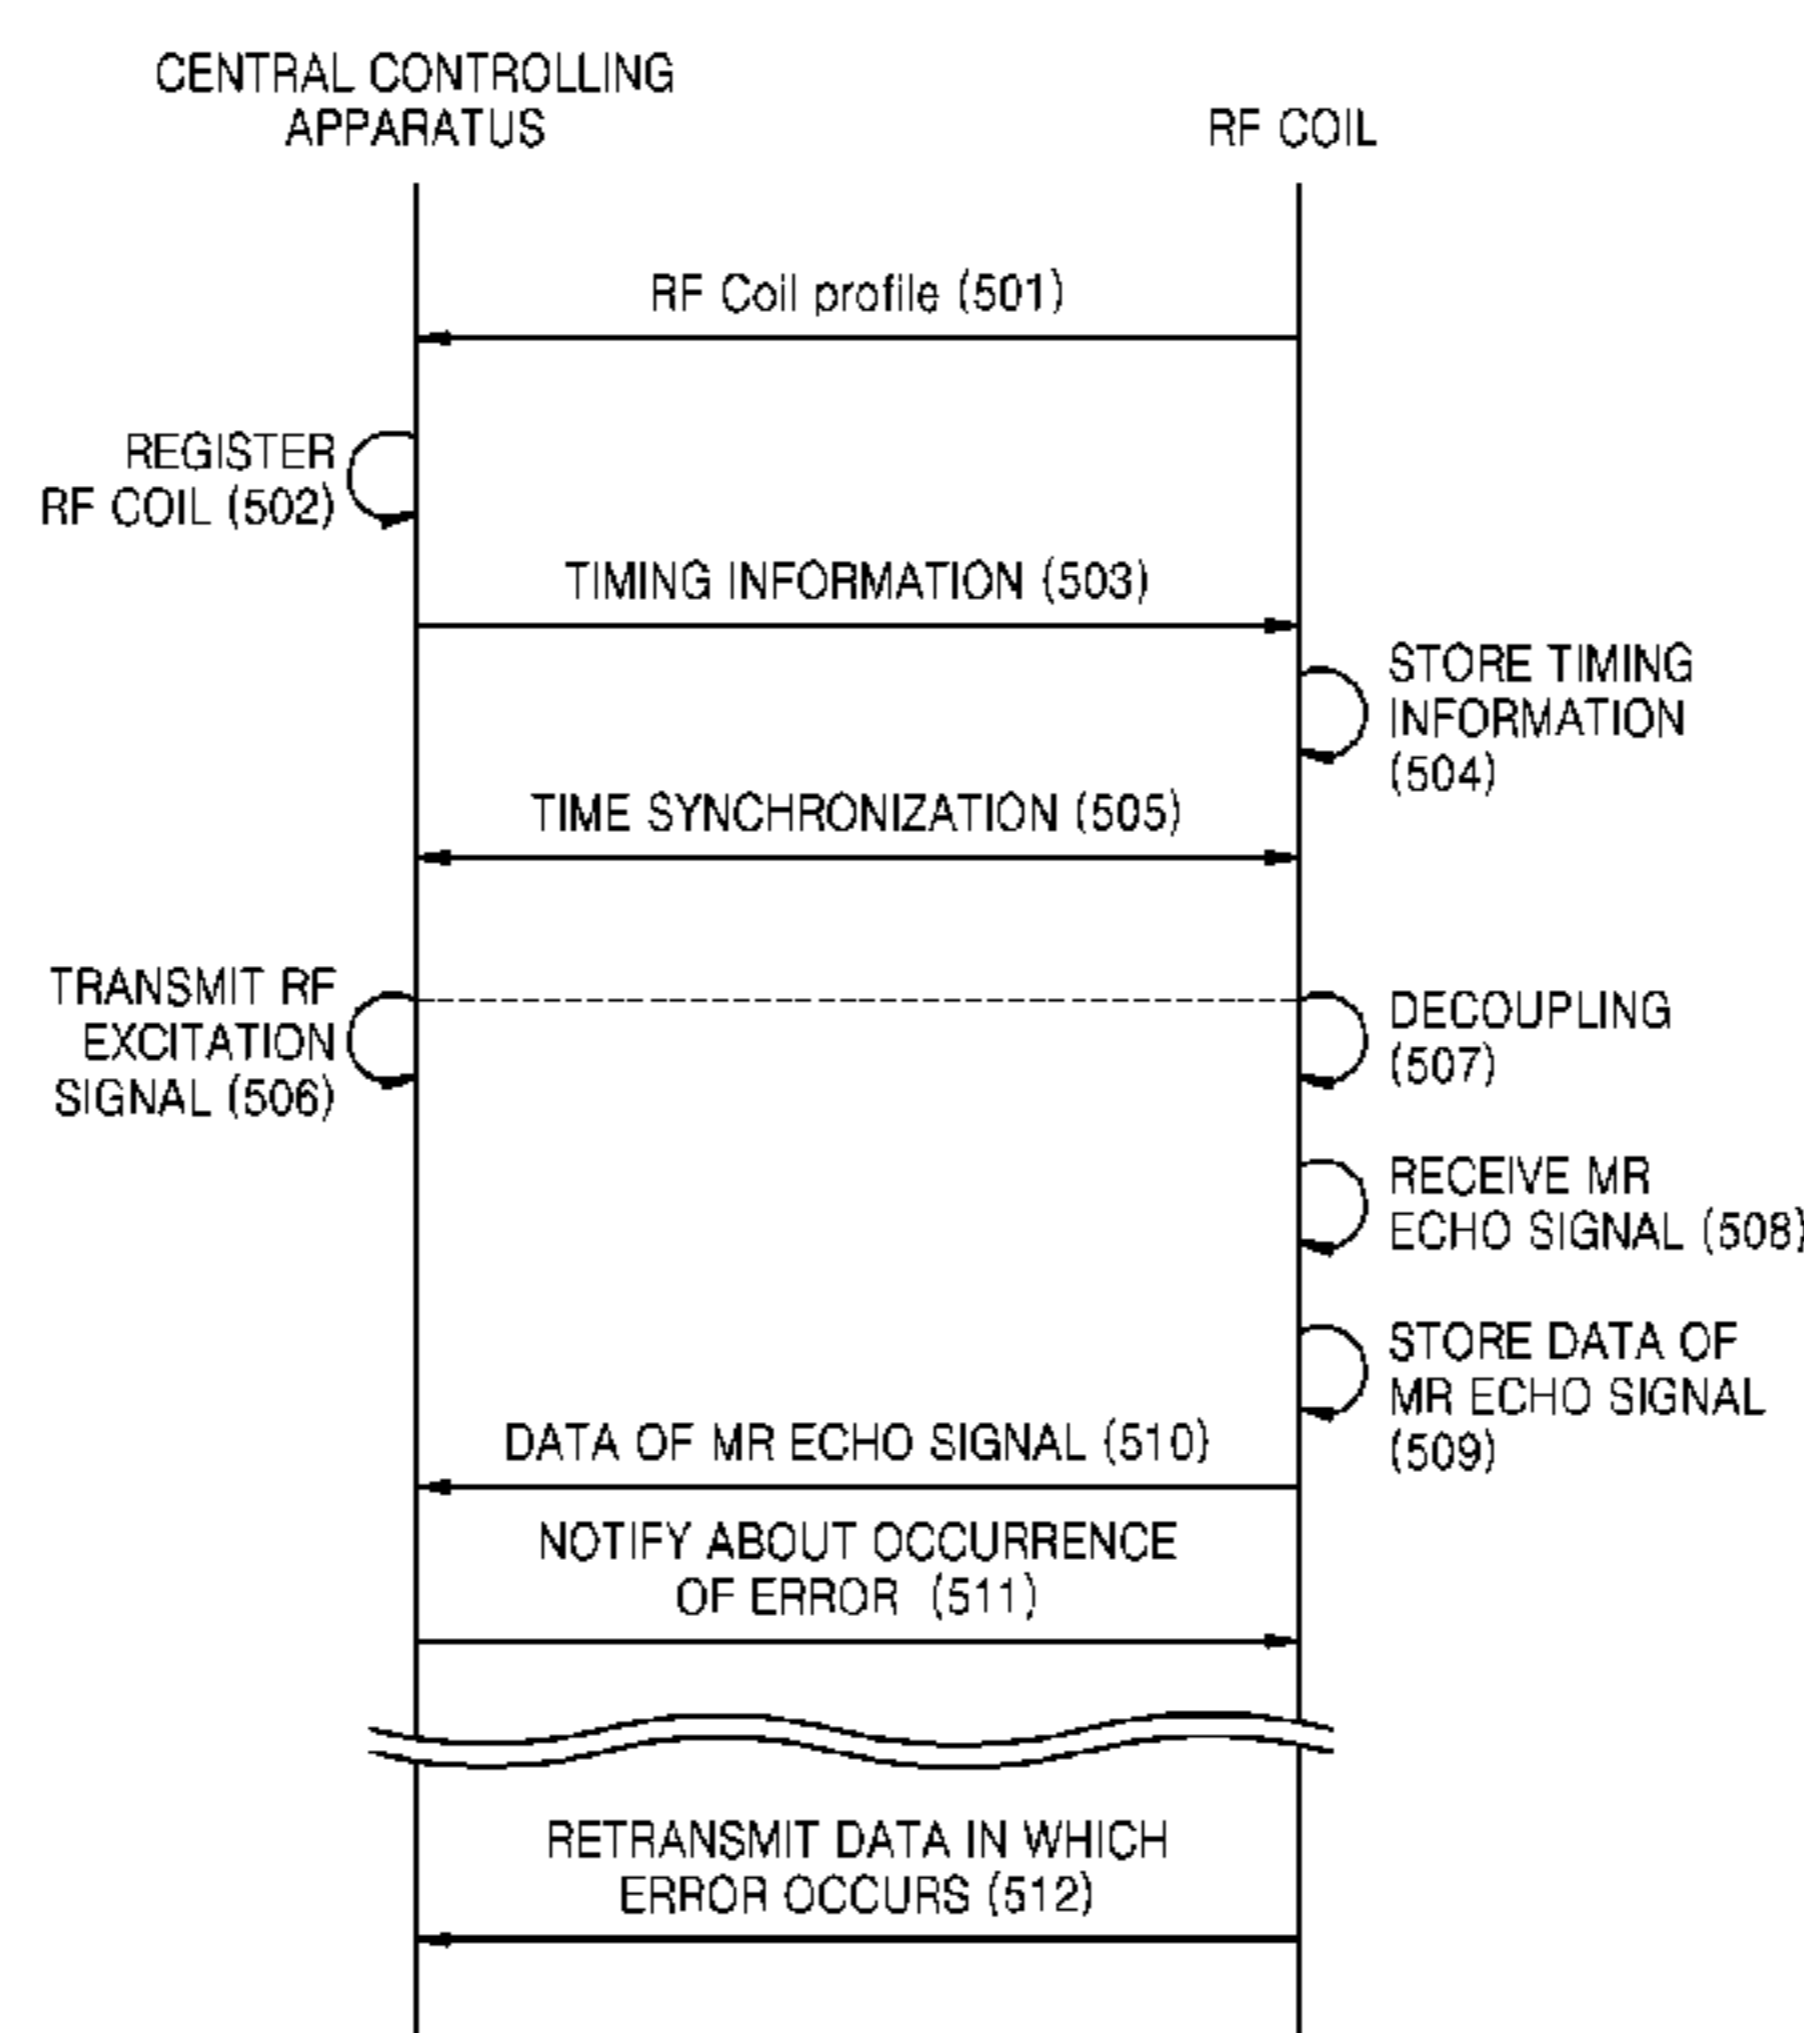 CENTRAL CONTROLLING
APPARATUS
RF COIL
RF Coil profile (501)
REGISTER
RF COIL (502)
TIMING INFORMATION (503)
STORE TIMING
INFORMATION
(504)
TIME SYNCHRONIZATION (505)
TRANSMIT RF
EXCITATION
SIGNAL (506)
DECOUPLING
(507)
RECEIVE MR
ECHO SIGNAL (508)
STORE DATA OF
MR ECHO SIGNAL
(509)
DATA OF MR ECHO SIGNAL (510)
NOTIFY ABOUT OCCURRENCE
OF ERROR (511)
RETRANSMIT DATA IN WHICH
ERROR OCCURS (512)